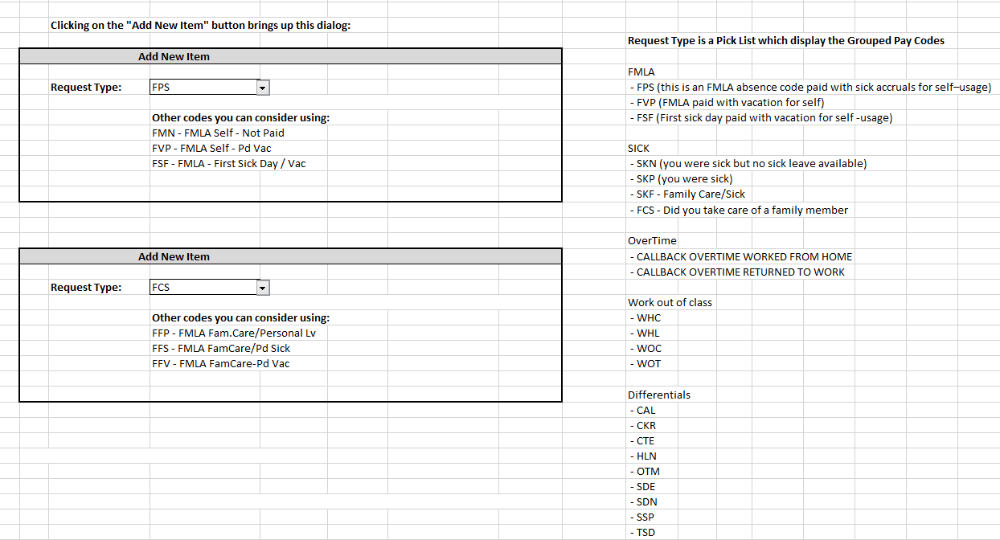 Clicking on the "Add New Item" button brings up this dialog:
Add New Item
Request Type:
FPS
Other codes you can consider using:
FMN - FMLA Self - Not Paid
FVP - FMLA Self - Pd Vac
FSF - FMLA - First Sick Day / Vac
Add New Item
Request Type:
FCS
Other codes you can consider using:
FFP - FMLA Fam.Care/Personal Lv
FFS - FMLA FamCare/Pd Sick
FFV - FMLA FamCare-Pd Vac
Request Type is a Pick List which display the Grouped Pay Codes
FMLA
- FPS (this is an FMLA absence code paid with sick accruals for self–usage)
- FVP (FMLA paid with vacation for self)
- FSF (First sick day paid with vacation for self -usage)
SICK
- SKN (you were sick but no sick leave available)
- SKP (you were sick)
- SKF - Family Care/Sick
- FCS - Did you take care of a family member
OverTime
- CALLBACK OVERTIME WORKED FROM HOME
- CALLBACK OVERTIME RETURNED TO WORK
Work out of class
- WHC
- WHL
- WOC
- WOT
Differentials
- CAL
- CKR
- CTE
- HLN
- OTM
- SDE
- SDN
- SSP
- TSD